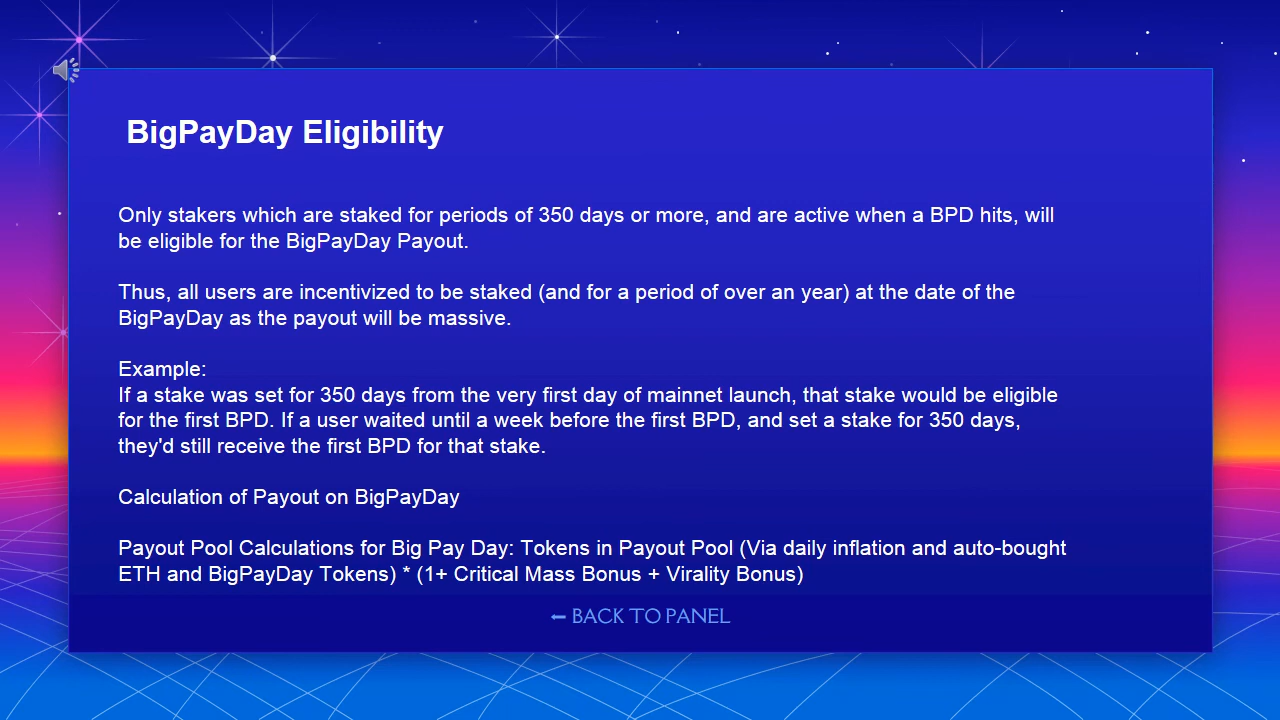 BigPayDay Eligibility
Only stakers which are staked for periods of 350 days or more, and are active when a BPD hits, will
be eligible for the BigPayDay Payout.
Thus, all users are incentivized to be staked (and for a period of over an year) at the date of the
BigPayDay as the payout will be massive.
Example:
If a stake was set for 350 days from the very first day of mainnet launch, that stake would be eligible
for the first BPD. If a user waited until a week before the first BPD, and set a stake for 350 days,
they'd still receive the first BPD for that stake.
Calculation of Payout on BigPayDay
Payout Pool Calculations for Big Pay Day: Tokens in Payout Pool (Via daily inflation and auto-bought
ETH and BigPayDay Tokens) * (1+ Critical Mass Bonus + Virality Bonus)
← BACK TO PANEL